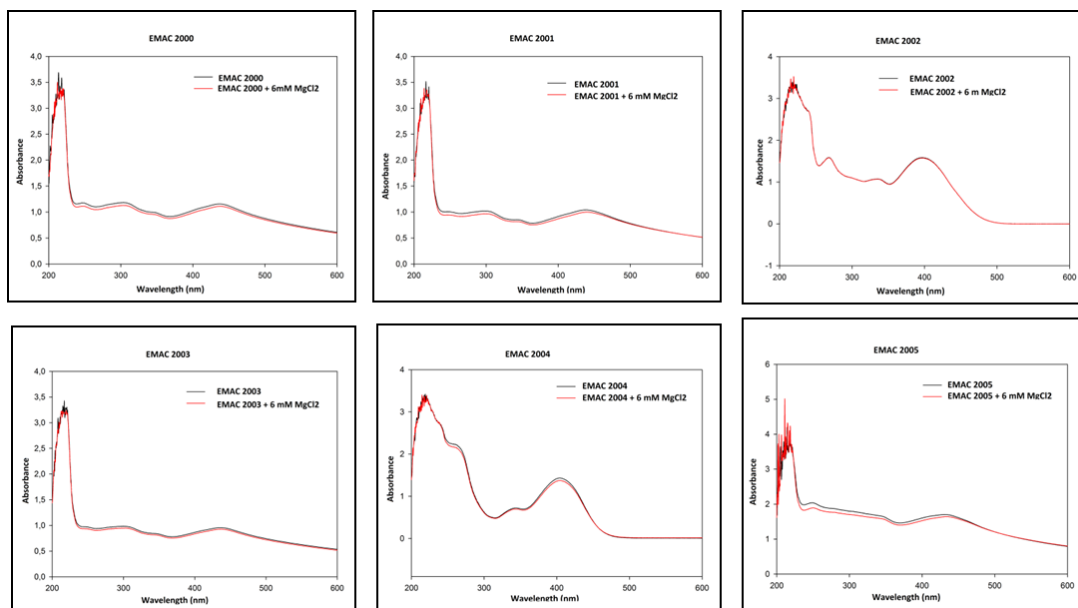 EMAC 2000
4,0
EMAC 2000
EMAC 2000 + 6mM MgCl2
3,5
3,0
2,5
2,0
1,5
1,0
0,5
0,0
Absorbance
200 300 400 500 600
Wavelength (nm)
EMAC 2001
4,0
EMAC 2001
EMAC 2001 + 6 mM MgCl2
3,5
3,0
2,5
2,0
1,5
1,0
0,5
0,0
Absorbance
200 300 400 500 600
Wavelength (nm)
EMAC 2002
4
EMAC 2002
EMAC 2002 + 6 m MgCl2
3
2
1
0
-1
Absorbance
200 300 400 500 600
Wavelength (nm)
EMAC 2003
4,0
EMAC 2003
EMAC 2003 + 6 mM MgCl2
3,5
3,0
2,5
2,0
1,5
1,0
0,5
0,0
Absorbance
200 300 400 500 600
Wavelength (nm)
EMAC 2004
4
EMAC 2004
EMAC 2004 + 6 mM MgCl2
3
2
1
0
Absorbance
200 300 400 500 600
Wavelength (nm)
EMAC 2005
6
EMAC 2005
EMAC 2005 + 6 mM MgCl2
5
4
3
2
1
0
Absorbance
200 300 400 500 600
Wavelength (nm)